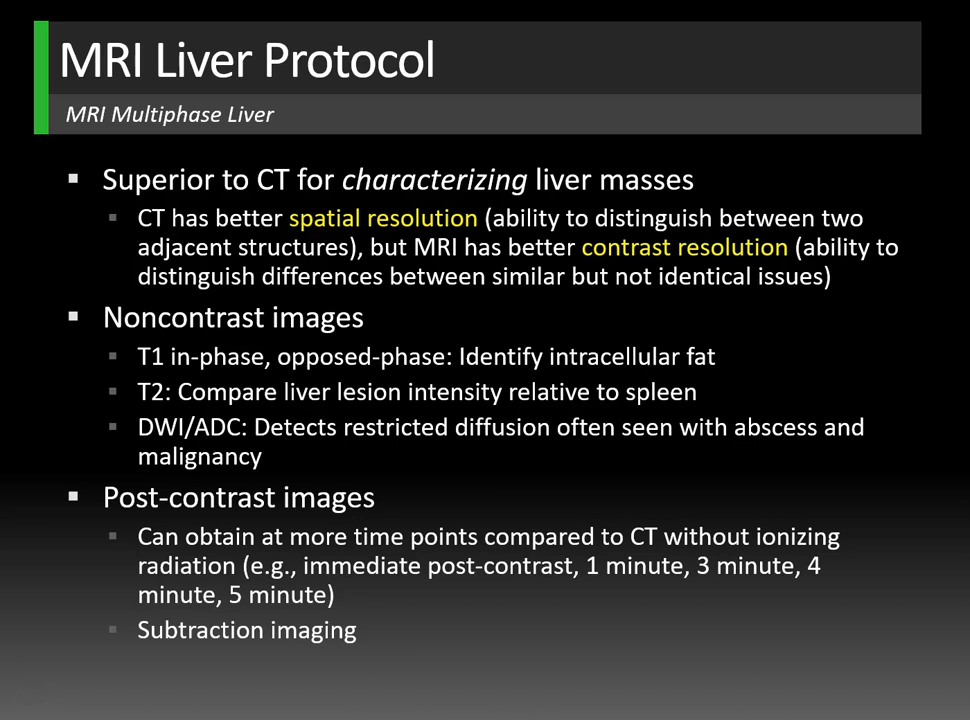 MRI Liver Protocol
MRI Multiphase Liver
▪ Superior to CT for characterizing liver masses
▪ CT has better spatial resolution (ability to distinguish between two
adjacent structures), but MRI has better contrast resolution (ability to
distinguish differences between similar but not identical issues)
▪ Noncontrast images
▪ T1 in-phase, opposed-phase: Identify intracellular fat
▪ T2: Compare liver lesion intensity relative to spleen
▪ DWI/ADC: Detects restricted diffusion often seen with abscess and
malignancy
▪ Post-contrast images
▪ Can obtain at more time points compared to CT without ionizing
radiation (e.g., immediate post-contrast, 1 minute, 3 minute, 4
minute, 5 minute)
▪ Subtraction imaging